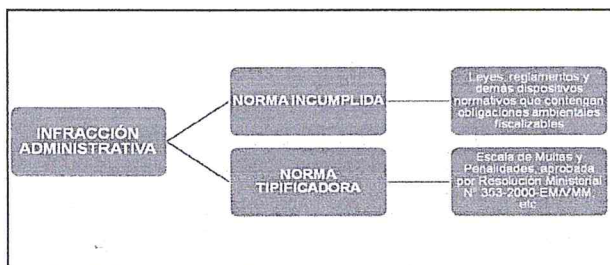 INFRACCIÓN
ADMINISTRATIVA
NORMA INCUMPLIDA
Leyes, reglamentos y
demás dispositivos
normativos que contengan
obligaciones ambientales
fiscalizables
NORMA
TIPIFICADORA
Escala de Multas y
Penalidades, aprobada
por Resolución Ministerial
N° 353-2000-EM/VMM,
etc